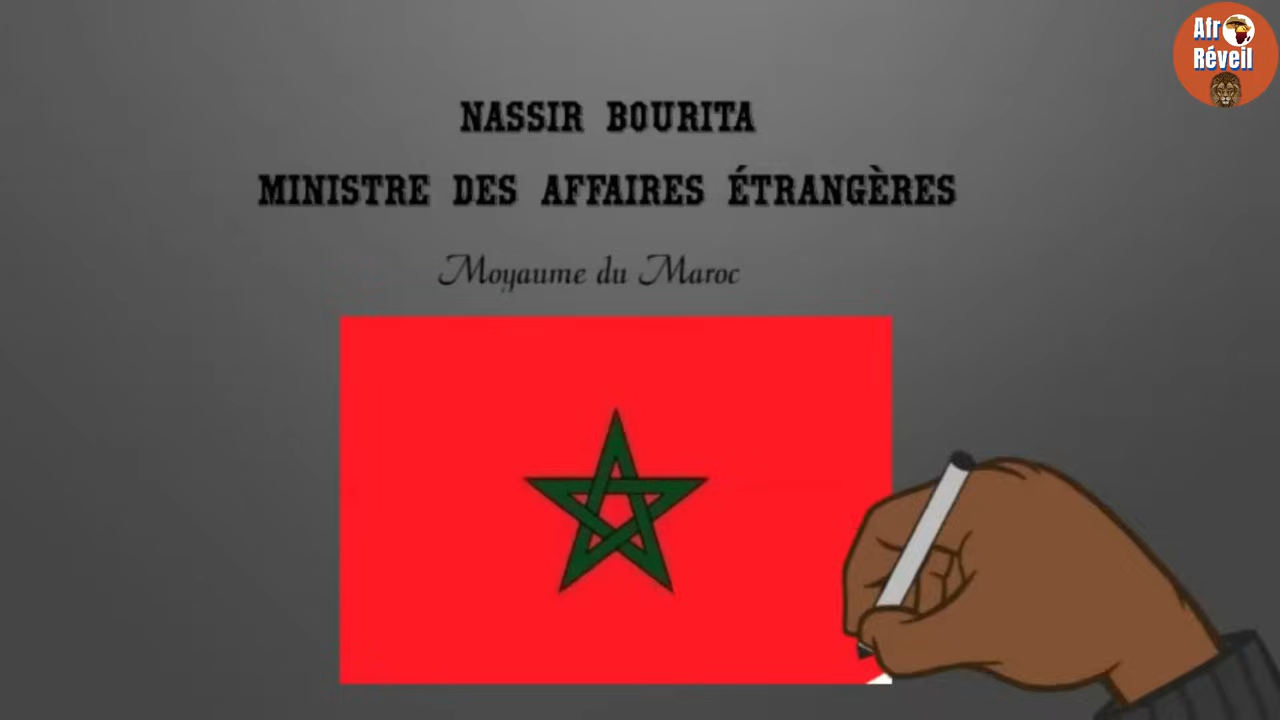 Afr
Réveil
NASSIR BOURITA
MINISTRE DES AFFAIRES ÉTRANGÈRES
Moyaume du Maroc